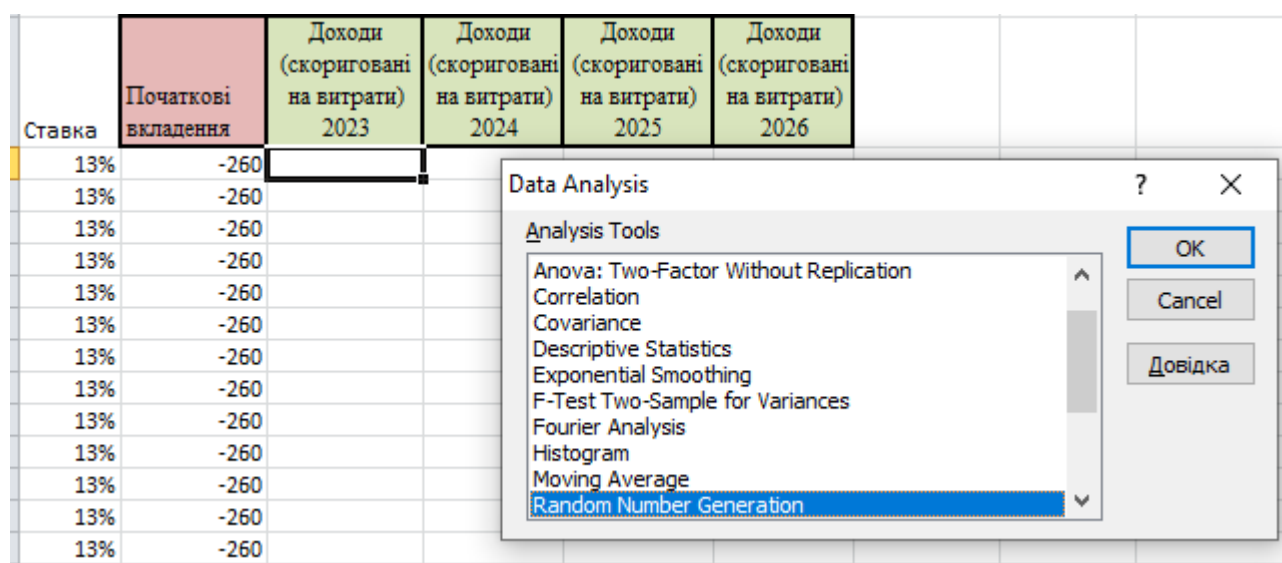 Ставка
Початкові
вкладення
Доходи
(скориговані
на витрати)
2023
Доходи
(скориговані
на витрати)
2024
Доходи
(скориговані
на витрати)
2025
Доходи
(скориговані
на витрати)
2026
13% -260
13% -260
13% -260
13% -260
13% -260
13% -260
13% -260
13% -260
13% -260
13% -260
13% -260
13% -260
13% -260
Data Analysis ? X
Analysis Tools
Anova: Two-Factor Without Replication
Correlation
Covariance
Descriptive Statistics
Exponential Smoothing
F-Test Two-Sample for Variances
Fourier Analysis
Histogram
Moving Average
Random Number Generation
OK
Cancel
Довідка